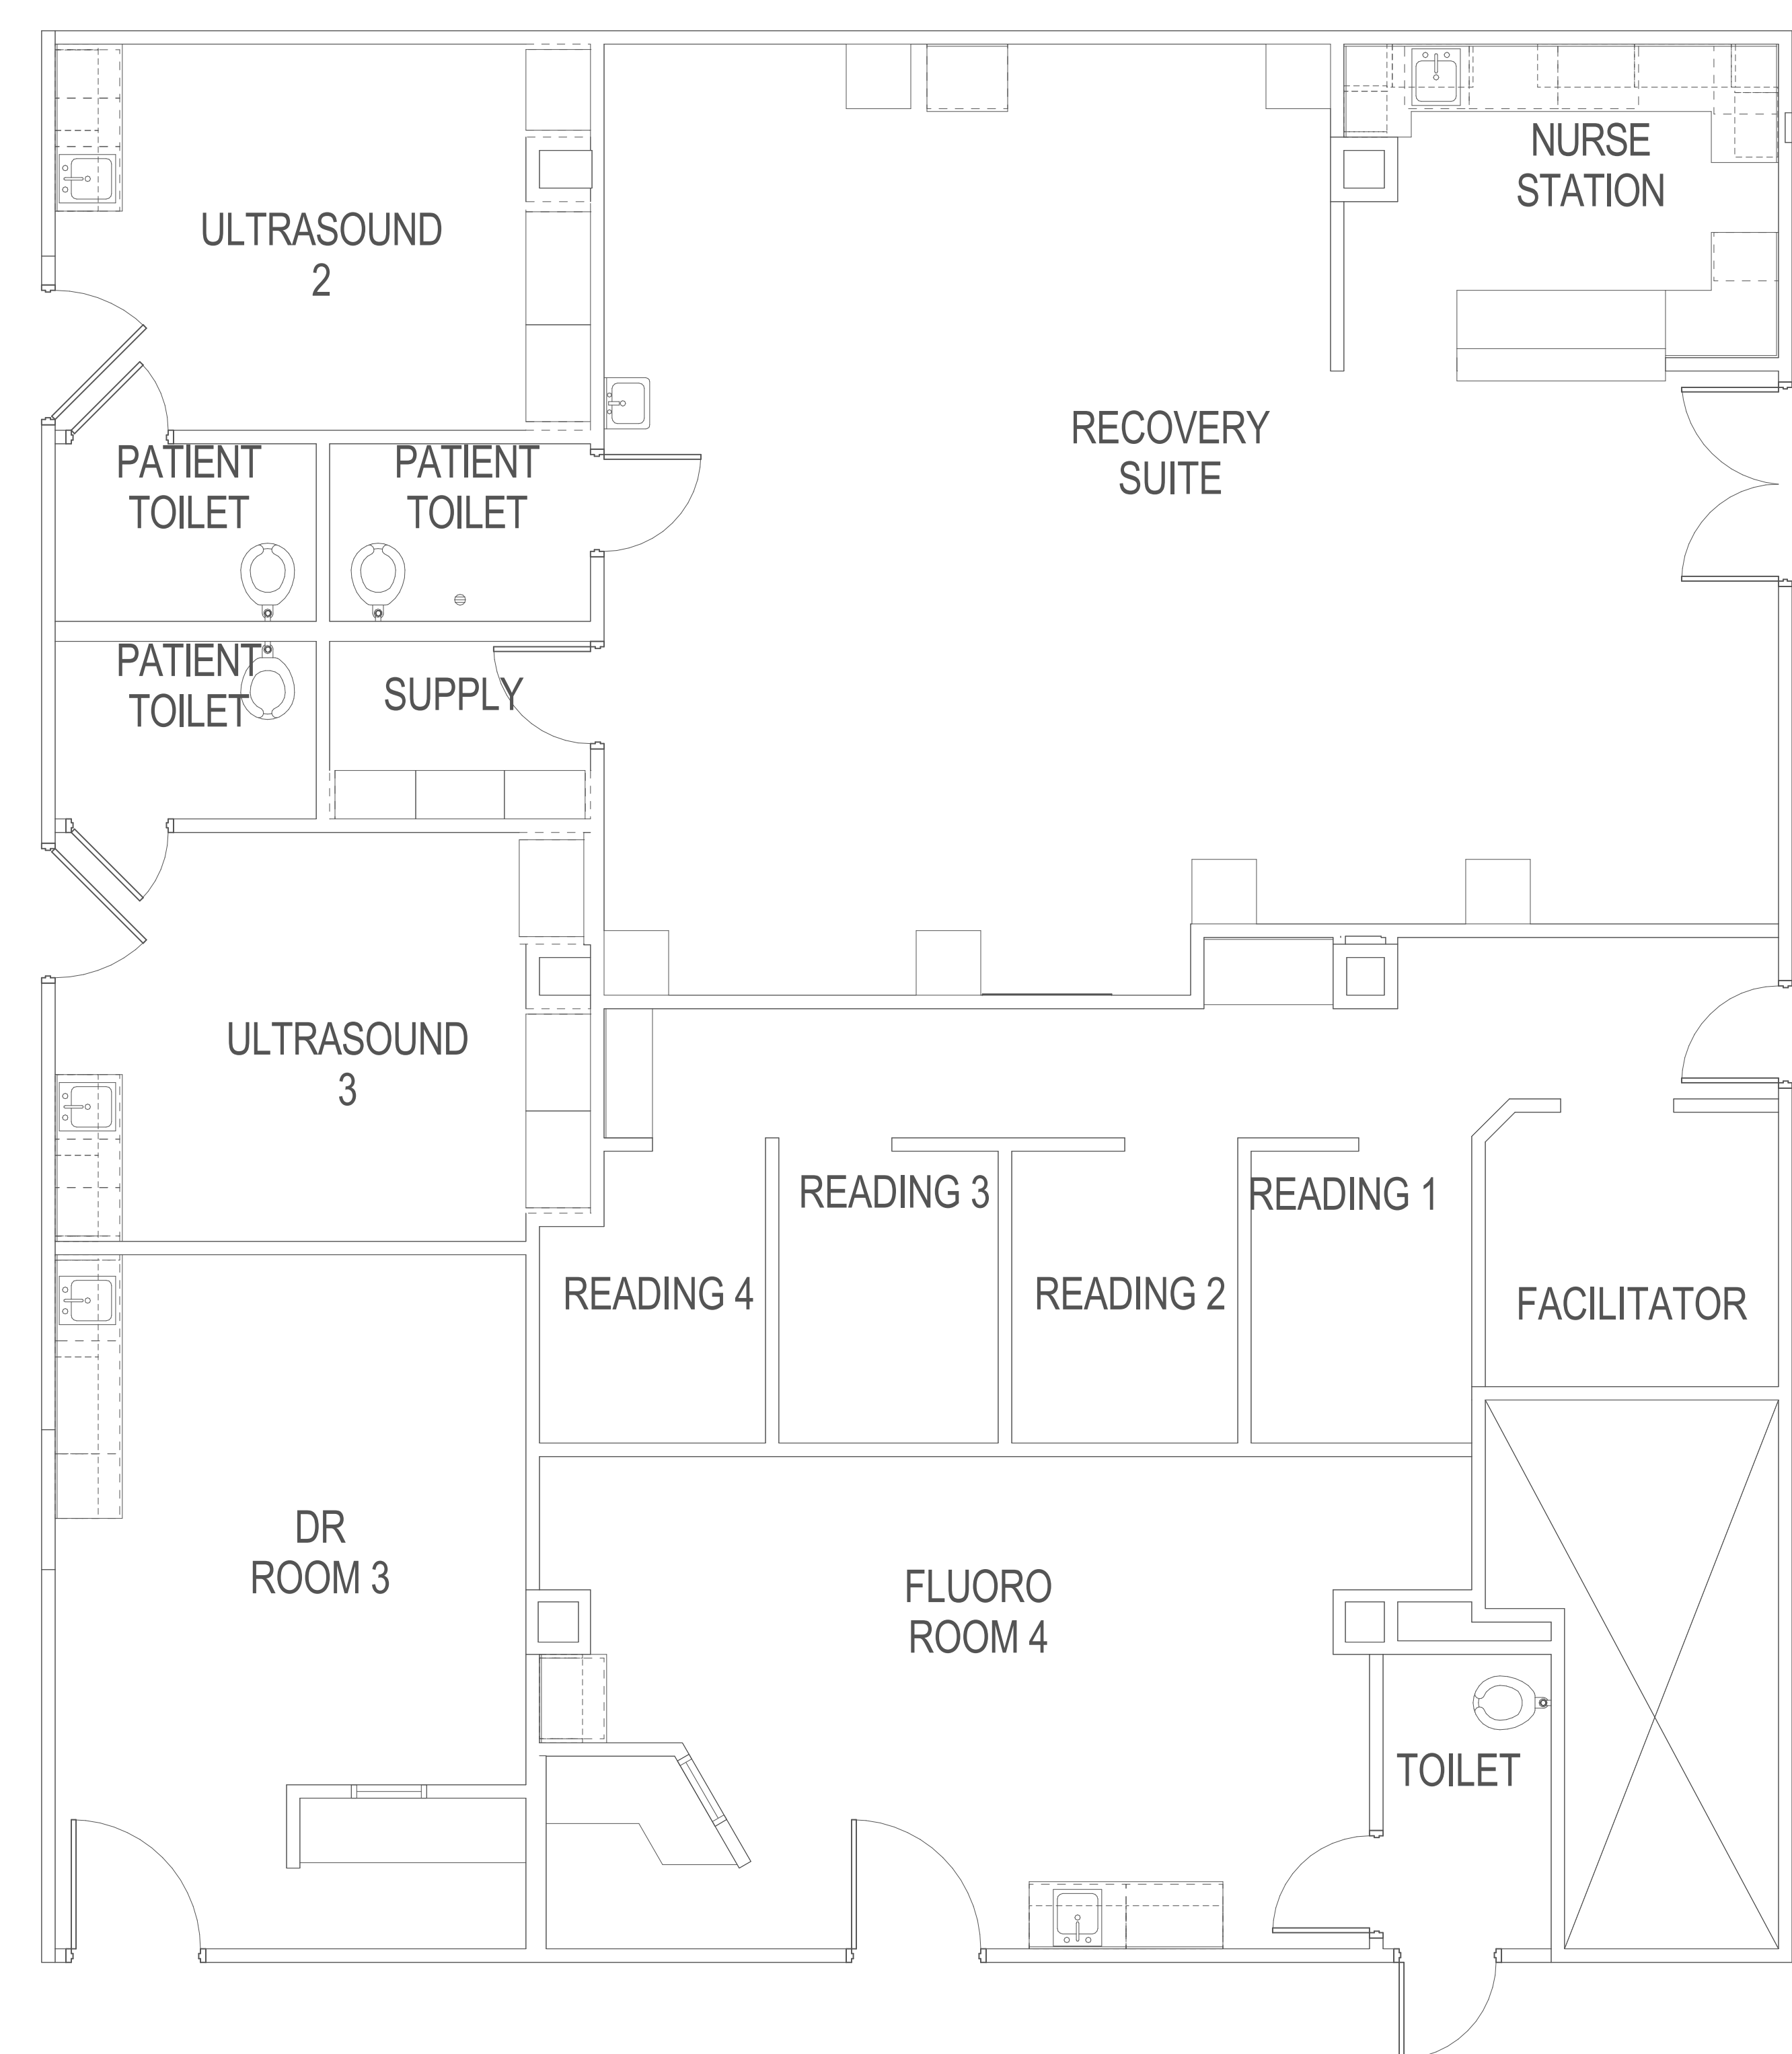 NURSE
STATION
ULTRASOUND
2
RECOVERY
SUITE
PATIENT
TOILET
PATIENT
TOILET
PATIENT
TOILET
SUPPLY
ULTRASOUND
3
READING 3
READING 1
READING 4
READING 2
FACILITATOR
DR
ROOM 3
FLUORO
ROOM 4
TOILET